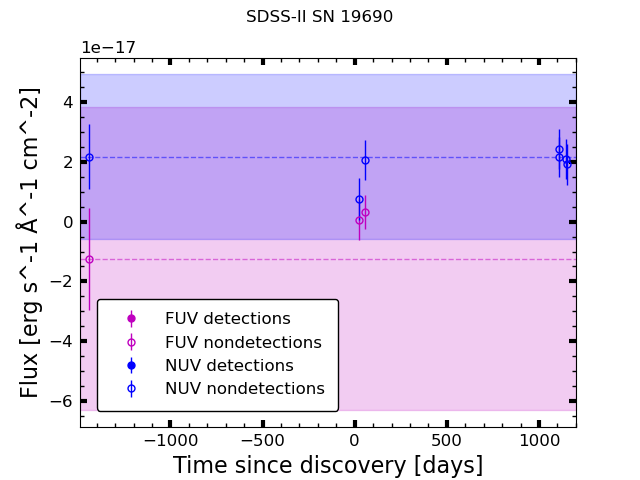 SDSS-II SN 19690
1e−17
4
2
0
−2
−4
−6
Flux [erg s^-1 Å^-1 cm^-2]
FUV detections
FUV nondetections
NUV detections
NUV nondetections
−1000
−500
0
500
1000
Time since discovery [days]